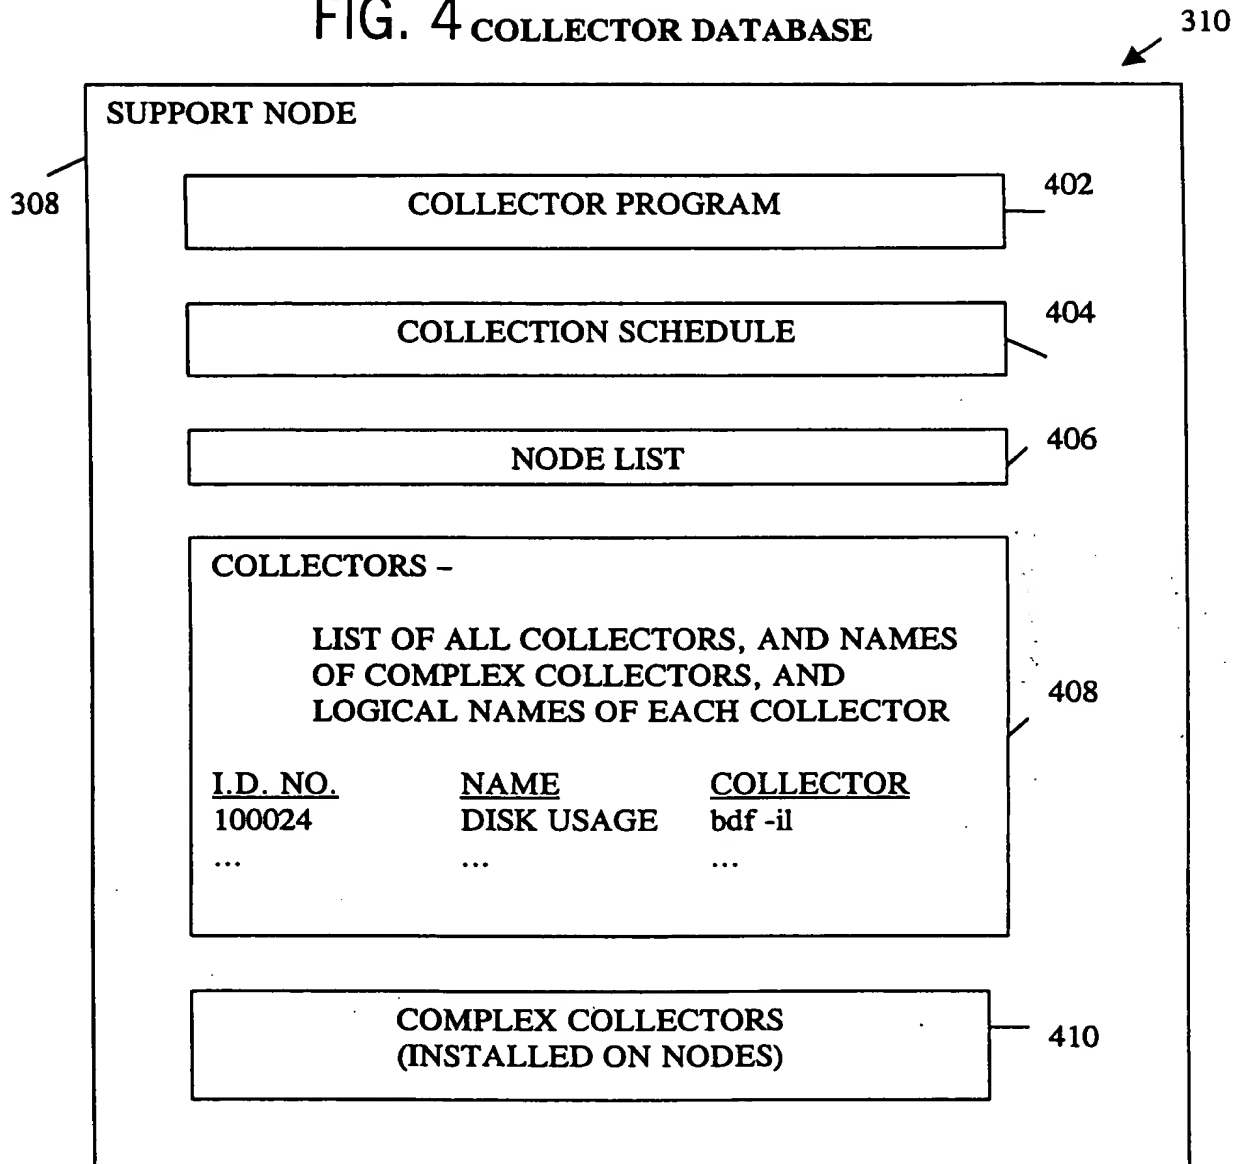 FIG. 4 COLLECTOR DATABASE
310
SUPPORT NODE
308
COLLECTOR PROGRAM
402
COLLECTION SCHEDULE
404
NODE LIST
406
COLLECTORS –
LIST OF ALL COLLECTORS, AND NAMES
OF COMPLEX COLLECTORS, AND
LOGICAL NAMES OF EACH COLLECTOR
408
I.D. NO. NAME COLLECTOR
100024 DISK USAGE bdf -il
... ... ...
COMPLEX COLLECTORS
(INSTALLED ON NODES)
410